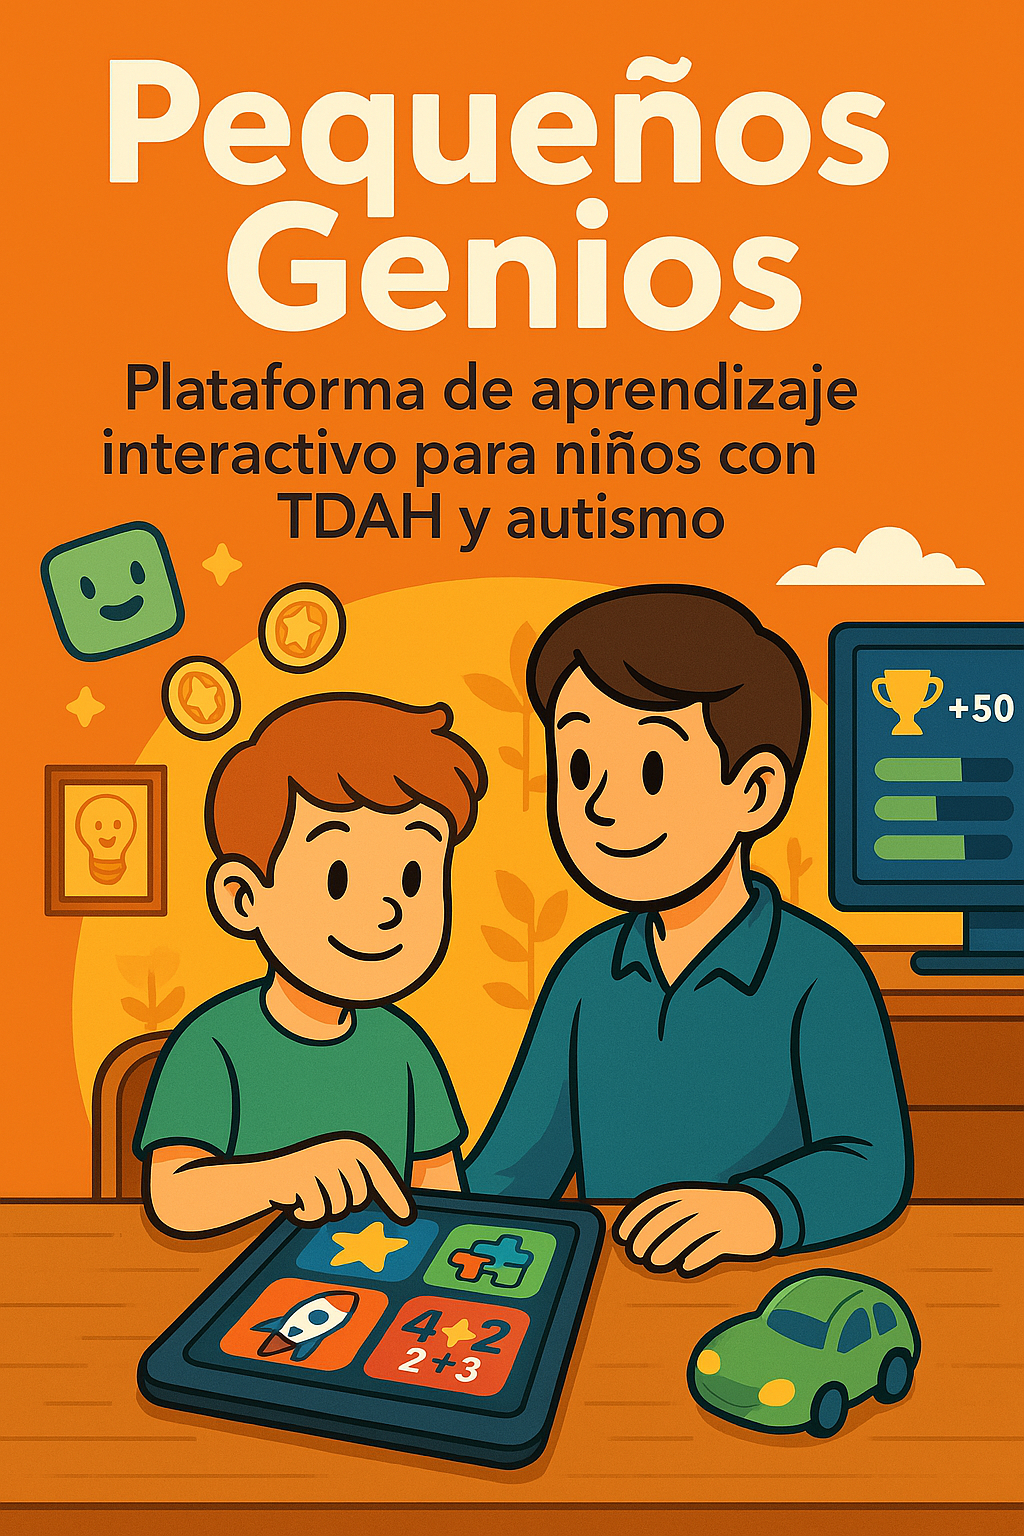 Pequeños
Genios
Plataforma de aprendizaje
interactivo para niños con
TDAH y autismo
+50
4 2
2+3